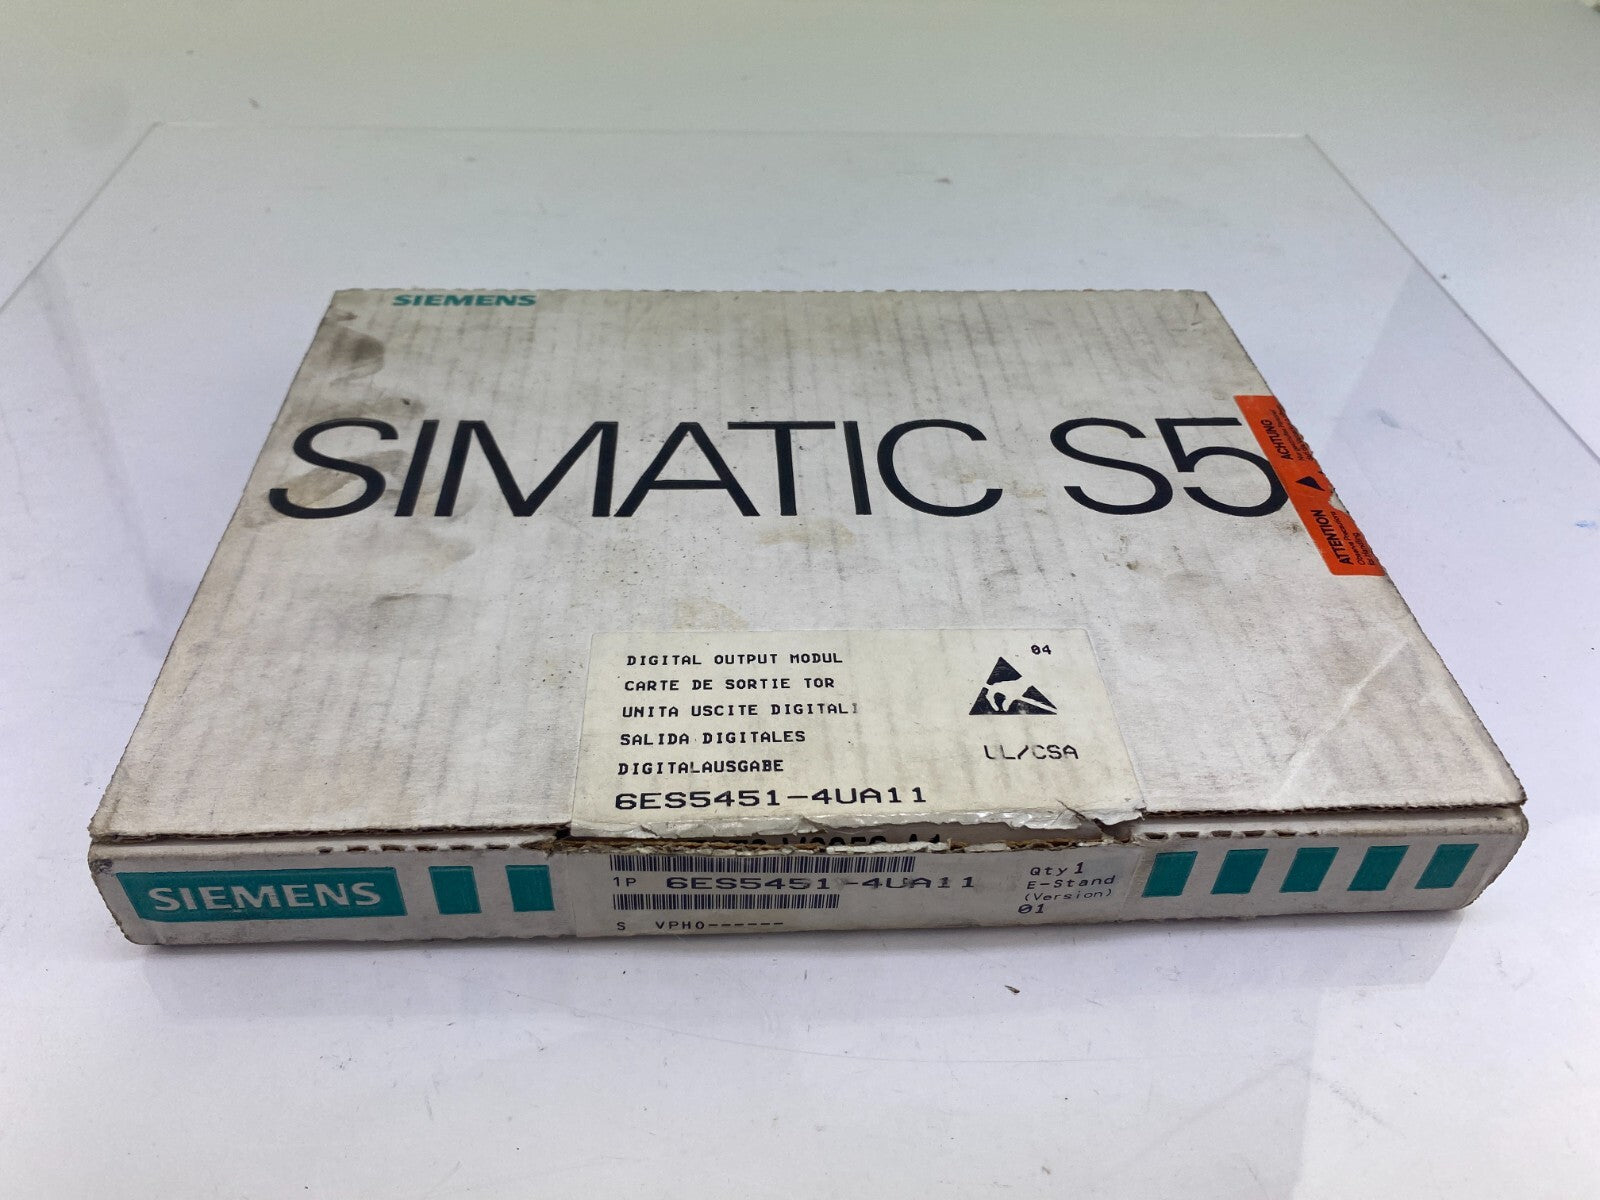 SIEMENS
SIMATIC S5
ACHTUNG
ATTENTION
DIGITAL OUTPUT MODUL
CARTE DE SORTIE TOR
UNITA USCITE DIGITALI
SALIDA DIGITALES
DIGITALAUSGABE
6ES5451-4UA11
04
UL/CSA
SIEMENS
1P 6ES5451-4UA11
S VPH0------
Qty 1
E-Stand
(Version)
01